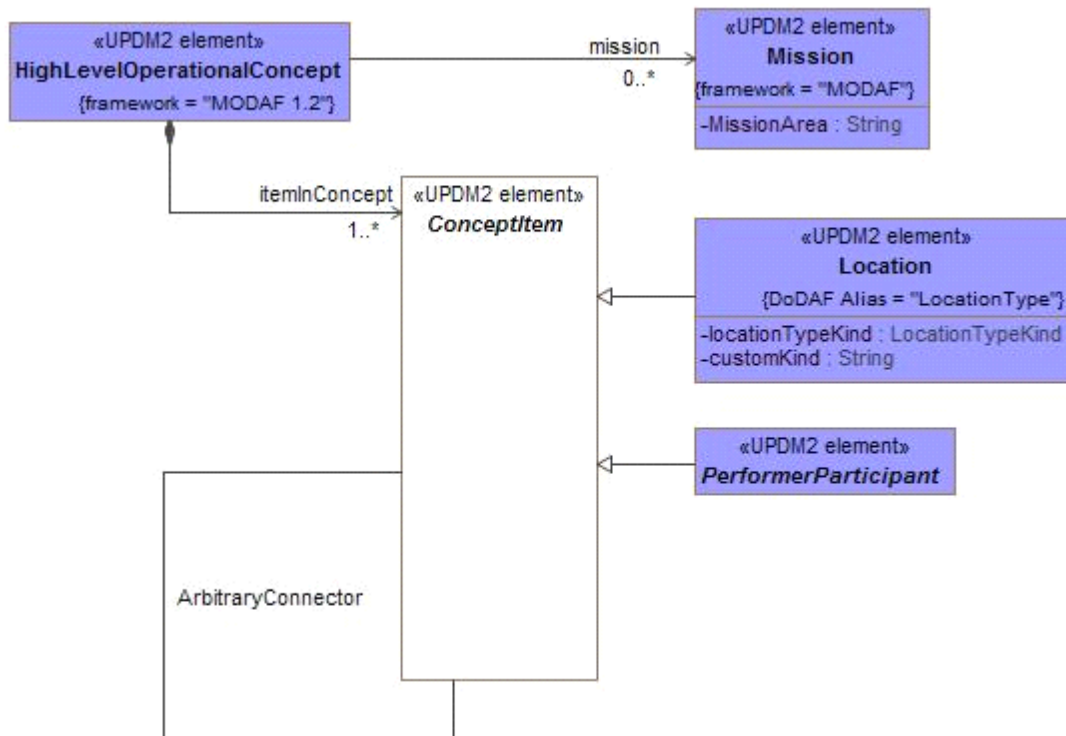 «UPDM2 element»
HighLevelOperationalConcept
{framework = "MODAF 1.2"}
mission
0..*
«UPDM2 element»
Mission
{framework = "MODAF"}
-MissionArea : String
itemInConcept
1..*
«UPDM2 element»
ConceptItem
«UPDM2 element»
Location
{DoDAF Alias = "LocationType"}
-locationTypeKind : LocationTypeKind
-customKind : String
«UPDM2 element»
PerformerParticipant
ArbitraryConnector